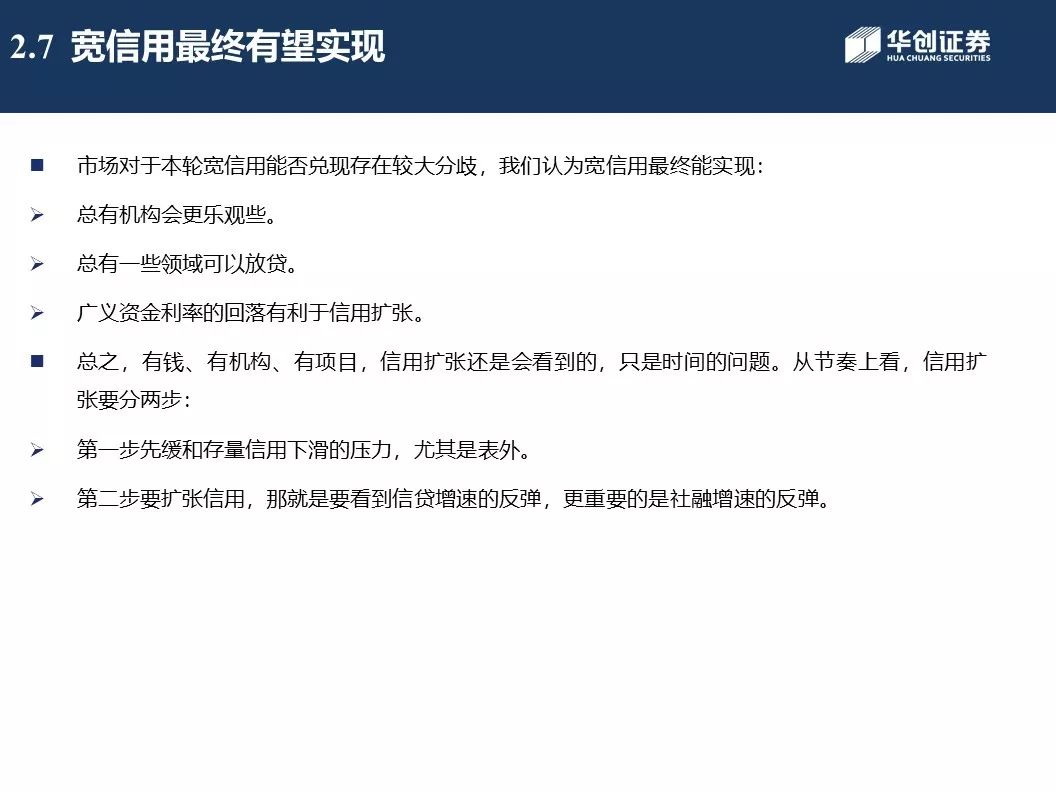 2.7 宽信用最终有望实现
华创证券
HUA CHUANG SECURITIES
■ 市场对于本轮宽信用能否兑现存在较大分歧，我们认为宽信用最终能实现：
➢ 总有机构会更乐观些。
➢ 总有一些领域可以放贷。
➢ 广义资金利率的回落有利于信用扩张。
■ 总之，有钱、有机构、有项目，信用扩张还是会看到的，只是时间的问题。从节奏上看，信用扩
张要分两步：
➢ 第一步先缓和存量信用下滑的压力，尤其是表外。
➢ 第二步要扩张信用，那就是要看到信贷增速的反弹，更重要的是社融增速的反弹。